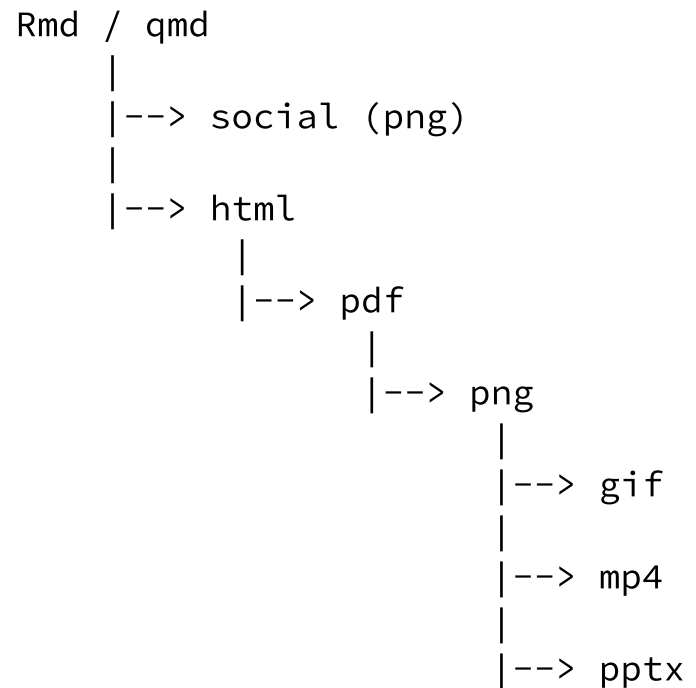 Rmd / qmd
    |
    |--> social (png)
    |
    |--> html
          |
          |--> pdf
                |
                |--> png
                      |
                      |--> gif
                      |
                      |--> mp4
                      |
                      |--> pptx